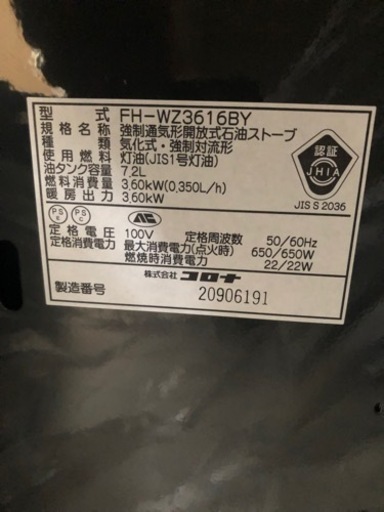 型 式 FH-WZ3616BY
規格名称 強制通気形開放式石油ストーブ
種 類 気化式・強制対流形
使用燃料 灯油(JIS1号灯油)
油タンク容量 7.2L
燃料消費量 3.60kW(0.350L/h)
暖房出力 3.60kW
認証
JHIA
JIS S 2036
PS E PS C
定格電圧 100V 定格周波数 50/60Hz
定格消費電力 最大消費電力(点火時) 650/650W
燃焼時消費電力 22/22W
株式会社 コロナ
製造番号 20906191